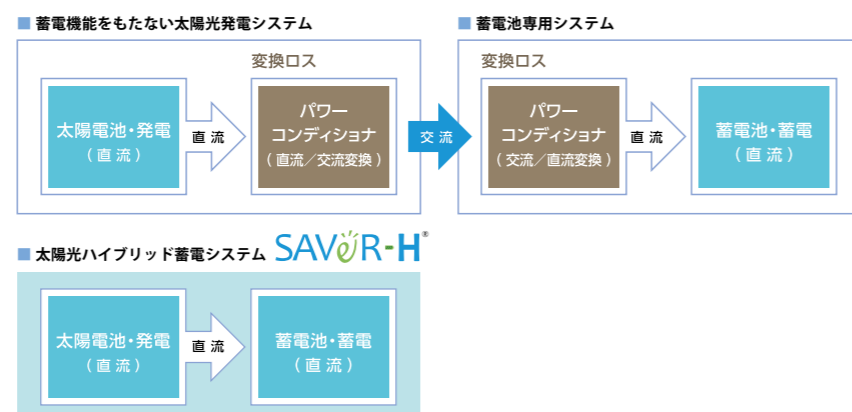 ■ 蓄電機能をもたない太陽光発電システム
変換ロス
太陽電池・発電
（ 直 流 ）
直 流
パワー
コンディショナ
（ 直流／交流変換 ）
交 流
■ 蓄電池専用システム
変換ロス
パワー
コンディショナ
（ 交流／直流変換 ）
直 流
蓄電池・蓄電
（ 直 流 ）
■ 太陽光ハイブリッド蓄電システム SAVeR-H®
太陽電池・発電
（ 直 流 ）
直 流
蓄電池・蓄電
（ 直 流 ）